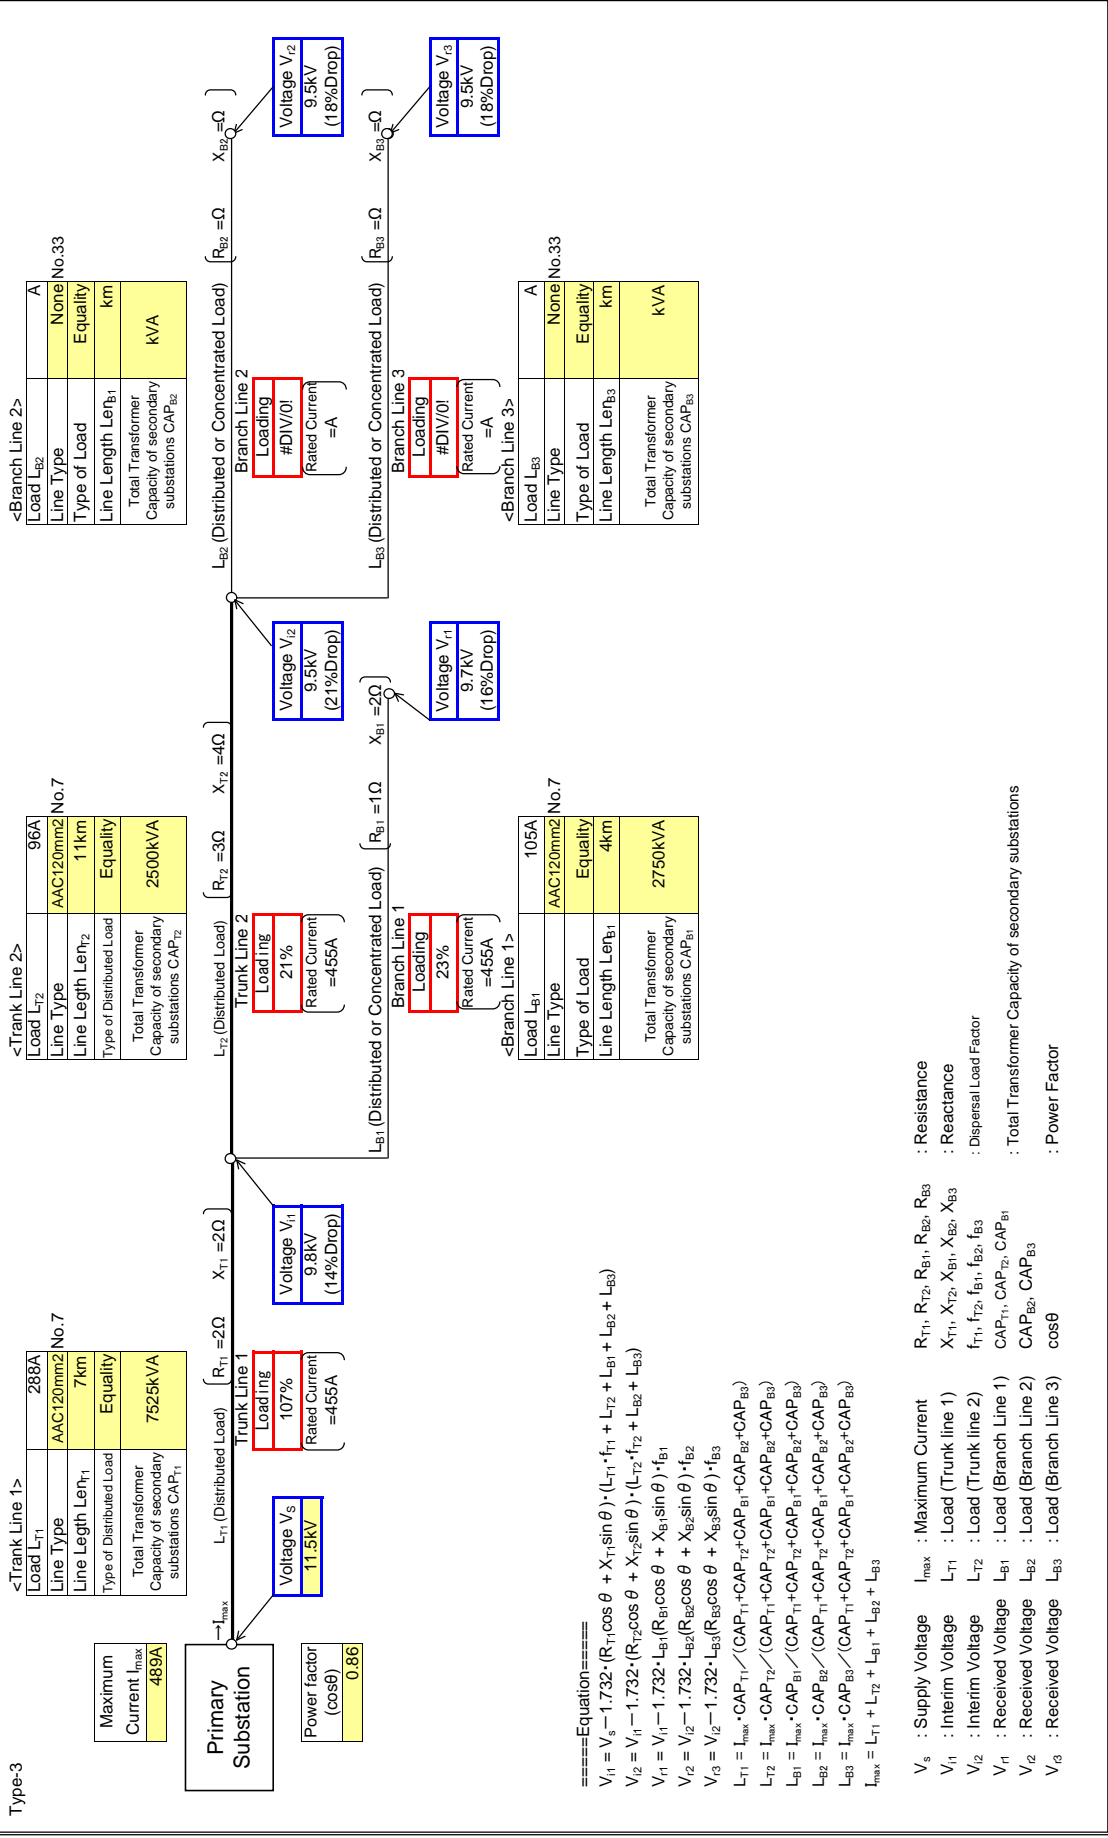 Type-3
Maximum
Current Imax
489A
<Trank Line 1>
Load LT1 288A
Line Type AAC120mm2 No.7
Line Length LenT1 7km
Type of Distributed Load Equality
Total Transformer
Capacity of secondary
substations CAPT1
7525kVA
<Trank Line 2>
Load LT2 96A
Line Type AAC120mm2 No.7
Line Legth LenT2 11km
Type of Distributed Load Equality
Total Transformer
Capacity of secondary
substations CAPT2
2500kVA
<Branch Line 2>
Load LB2 A
Line Type None No.33
Type of Load Equality
Line Length LenB1 km
Total Transformer
Capacity of secondary
substations CAPB2
kVA
Primary
Substation
→Imax
LT1 (Distributed Load)
RT1 =2Ω XT1 =2Ω
LT2 (Distributed Load)
RT2 =3Ω XT2 =4Ω
LB2 (Distributed or Concentrated Load)
RB2 =Ω XB2 =Ω
Power factor
(cosθ)
0.86
Voltage VS
11.5kV
Trunk Line 1
Loading
107%
Rated Current
=455A
Voltage Vi1
9.8kV
(14%Drop)
Trunk Line 2
Loading
21%
Rated Current
=455A
Voltage Vi2
9.5kV
(21%Drop)
Branch Line 2
Loading
#DIV/0!
Rated Current
=A
Voltage Vr2
9.5kV
(18%Drop)
LB1 (Distributed or Concentrated Load)
RB1 =1Ω XB1 =2Ω
LB3 (Distributed or Concentrated Load)
RB3 =Ω XB3 =Ω
Branch Line 1
Loading
23%
Rated Current
=455A
Voltage Vr1
9.7kV
(16%Drop)
Branch Line 3
Loading
#DIV/0!
Rated Current
=A
Voltage Vr3
9.5kV
(18%Drop)
<Branch Line 1>
Load LB1 105A
Line Type AAC120mm2 No.7
Type of Load Equality
Line Length LenB1 4km
Total Transformer
Capacity of secondary
substations CAPB1
2750kVA
<Branch Line 3>
Load LB3 A
Line Type None No.33
Type of Load Equality
Line Length LenB3 km
Total Transformer
Capacity of secondary
substations CAPB3
kVA
=====Equation=====
Vi1 = Vs−1.732・(RT1cos θ + XT1sin θ)・(LT1・fT1 + LT2 + LB1 + LB2 + LB3)
Vi2 = Vi1−1.732・(RT2cos θ + XT2sin θ)・(LT2・fT2 + LB2 + LB3)
Vr1 = Vi1−1.732・LB1(RB1cos θ + XB1sin θ)・fB1
Vr2 = Vi2−1.732・LB2(RB2cos θ + XB2sin θ)・fB2
Vr3 = Vi2−1.732・LB3(RB3cos θ + XB3sin θ)・fB3
LT1 = Imax・CAPT1／(CAPT1+CAPT2+CAPB1+CAPB2+CAPB3)
LT2 = Imax・CAPT2／(CAPT1+CAPT2+CAPB1+CAPB2+CAPB3)
LB1 = Imax・CAPB1／(CAPT1+CAPT2+CAPB1+CAPB2+CAPB3)
LB2 = Imax・CAPB2／(CAPT1+CAPT2+CAPB1+CAPB2+CAPB3)
LB3 = Imax・CAPB3／(CAPT1+CAPT2+CAPB1+CAPB2+CAPB3)
Imax = LT1 + LT2 + LB1 + LB2 + LB3
Vs : Supply Voltage Imax : Maximum Current RT1, RT2, RB1, RB2, RB3 : Resistance
Vi1 : Interim Voltage LT1 : Load (Trunk line 1) XT1, XT2, XB1, XB2, XB3 : Reactance
Vi2 : Interim Voltage LT2 : Load (Trunk line 2) fT1, fT2, fB1, fB2, fB3 : Dispersal Load Factor
Vr1 : Received Voltage LB1 : Load (Branch Line 1) CAPT1, CAPT2, CAPB1 : Total Transformer Capacity of secondary substations
Vr2 : Received Voltage LB2 : Load (Branch Line 2) CAPB2, CAPB3
Vr3 : Received Voltage LB3 : Load (Branch Line 3) cosθ : Power Factor